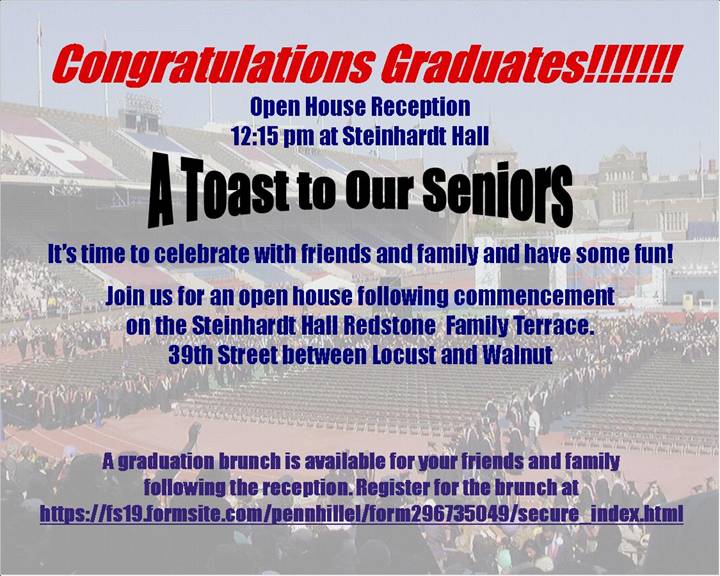 Congratulations Graduates!!!!!!!
Open House Reception
12:15 pm at Steinhardt Hall
A Toast to Our Seniors
It's time to celebrate with friends and family and have some fun!
Join us for an open house following commencement
on the Steinhardt Hall Redstone Family Terrace.
39th Street between Locust and Walnut
A graduation brunch is available for your friends and family
following the reception. Register for the brunch at
https://fs19.formsite.com/pennhillel/form296735049/secure_index.html
P